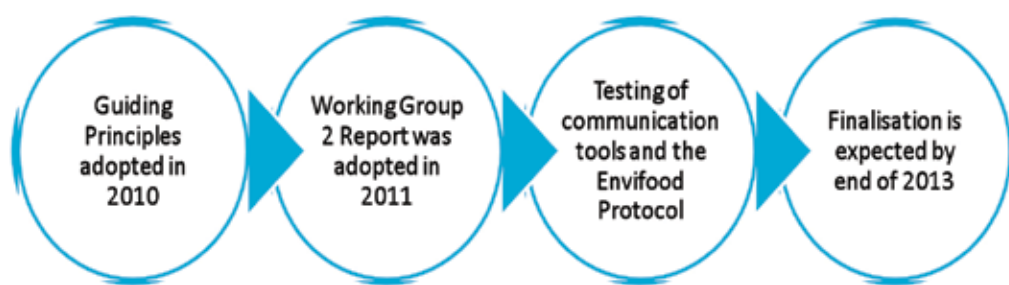 Guiding
Principles
adopted in
2010
Working Group
2 Report was
adopted in
2011
Testing of
communication
tools and the
Envifood
Protocol
Finalisation is
expected by
end of 2013